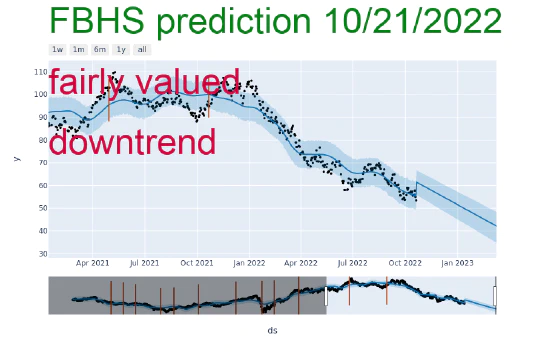 FBHS prediction 10/21/2022
1w 1m 6m 1y all
fairly valued
downtrend
110
100
90
80
70
60
50
40
30
y
Apr 2021 Jul 2021 Oct 2021 Jan 2022 Apr 2022 Jul 2022 Oct 2022 Jan 2023
ds